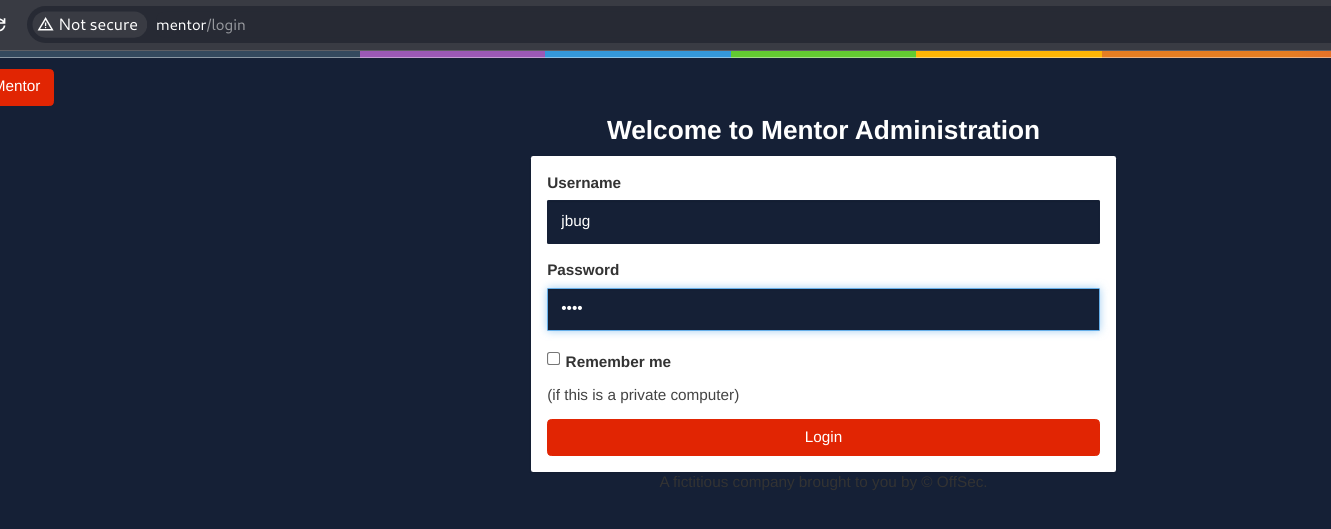 Not secure mentor/login
Mentor
Welcome to Mentor Administration
Username
jbug
Password
••••
Remember me
(if this is a private computer)
Login
A fictitious company brought to you by © OffSec.